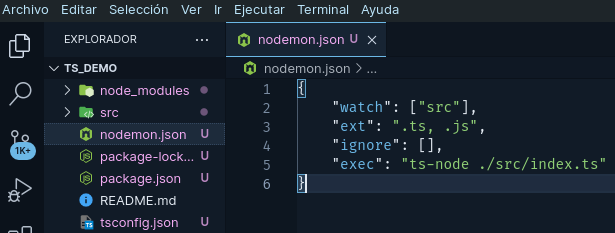 Archivo Editar Selección Ver Ir Ejecutar Terminal Ayuda
EXPLORADOR ...
nodemon.json U ×
TS_DEMO
nodemon.json > ...
node_modules
src
nodemon.json U
package-lock... U
package.json U
README.md
tsconfig.json U
1K+
1 {
2 "watch": ["src"],
3 "ext": ".ts, .js",
4 "ignore": [],
5 "exec": "ts-node ./src/index.ts"
6 }